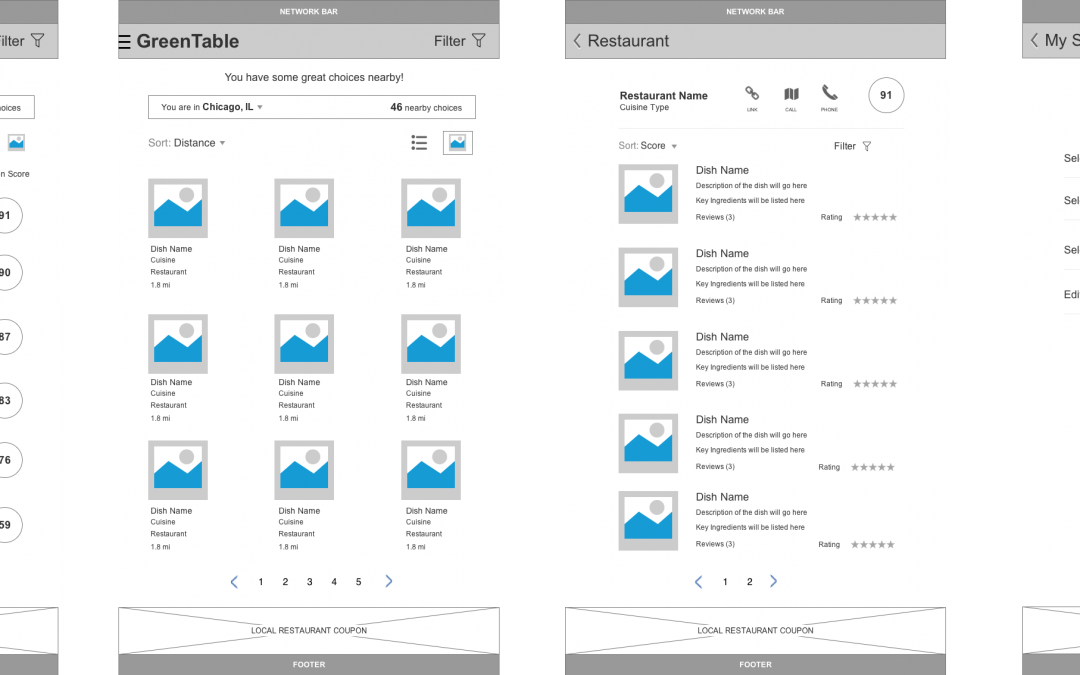 ilter
oices
n Score
91
90
87
83
76
59
NETWORK BAR
GreenTable
Filter
You have some great choices nearby!
You are in Chicago, IL
46 nearby choices
Sort: Distance
Dish Name
Cuisine
Restaurant
1.8 mi
Dish Name
Cuisine
Restaurant
1.8 mi
Dish Name
Cuisine
Restaurant
1.8 mi
Dish Name
Cuisine
Restaurant
1.8 mi
Dish Name
Cuisine
Restaurant
1.8 mi
Dish Name
Cuisine
Restaurant
1.8 mi
Dish Name
Cuisine
Restaurant
1.8 mi
Dish Name
Cuisine
Restaurant
1.8 mi
Dish Name
Cuisine
Restaurant
1.8 mi
1 2 3 4 5
LOCAL RESTAURANT COUPON
FOOTER
NETWORK BAR
Restaurant
Restaurant Name
Cuisine Type
LINK
CALL
PHONE
91
Sort: Score
Filter
Dish Name
Description of the dish will go here
Key Ingredients will be listed here
Reviews (3)
Rating
Dish Name
Description of the dish will go here
Key Ingredients will be listed here
Reviews (3)
Rating
Dish Name
Description of the dish will go here
Key Ingredients will be listed here
Reviews (3)
Rating
Dish Name
Description of the dish will go here
Key Ingredients will be listed here
Reviews (3)
Rating
Dish Name
Description of the dish will go here
Key Ingredients will be listed here
Reviews (3)
Rating
1 2
LOCAL RESTAURANT COUPON
FOOTER
My S
Sel
Sel
Sel
Edi